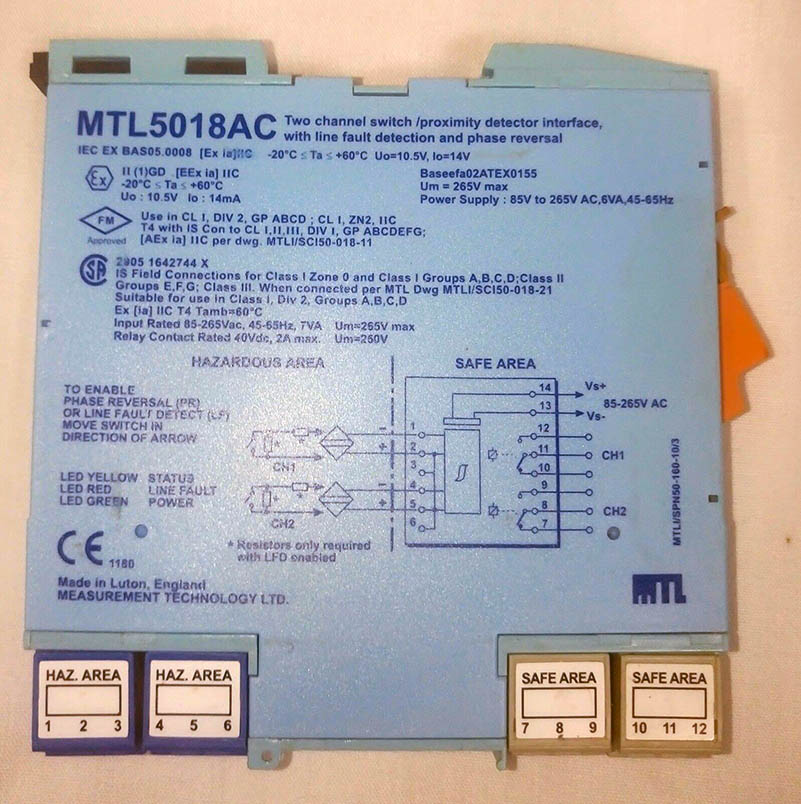 MTL5018AC Two channel switch /proximity detector interface,
with line fault detection and phase reversal
IEC EX BAS05.0008 [Ex ia]IIC -20°C ≤ Ta ≤ +60°C Uo=10.5V, Io=14V
Ex II (1)GD [EEx ia] IIC
-20°C ≤ Ta ≤ +60°C
Uo : 10.5V Io : 14mA
Baseefa02ATEX0155
Um = 265V max
Power Supply : 85V to 265V AC,6VA,45-65Hz
FM
Approved
Use in CL I, DIV 2, GP ABCD ; CL I, ZN2, IIC
T4 with IS Con to CL I,II,III, DIV I, GP ABCDEFG;
[AEx ia] IIC per dwg. MTLI/SCI50-018-11
2005 1642744 X
IS Field Connections for Class I Zone 0 and Class I Groups A,B,C,D;Class II
Groups E,F,G; Class III. When connected per MTL Dwg MTLI/SCI50-018-21
Suitable for use in Class I, Div 2, Groups A,B,C,D
Ex [ia] IIC T4 Tamb=60°C
Input Rated 85-265Vac, 45-65Hz, 7VA Um=265V max
Relay Contact Rated 40Vdc, 2A max. Um=250V
HAZARDOUS AREA
SAFE AREA
TO ENABLE
PHASE REVERSAL (PR)
OR LINE FAULT DETECT (LF)
MOVE SWITCH IN
DIRECTION OF ARROW
LED YELLOW STATUS
LED RED LINE FAULT
LED GREEN POWER
CH1
CH2
* Resistors only required
with LFD enabled
*
*
−
+
−
+
1
2
3
4
5
6
14
13
12
11
10
9
8
7
Vs+
85-265V AC
Vs-
CH1
CH2
MTLI/SPN50-160-10/3
CE 1180
Made in Luton, England
MEASUREMENT TECHNOLOGY LTD.
MTL
HAZ. AREA
1 2 3
HAZ. AREA
4 5 6
SAFE AREA
7 8 9
SAFE AREA
10 11 12